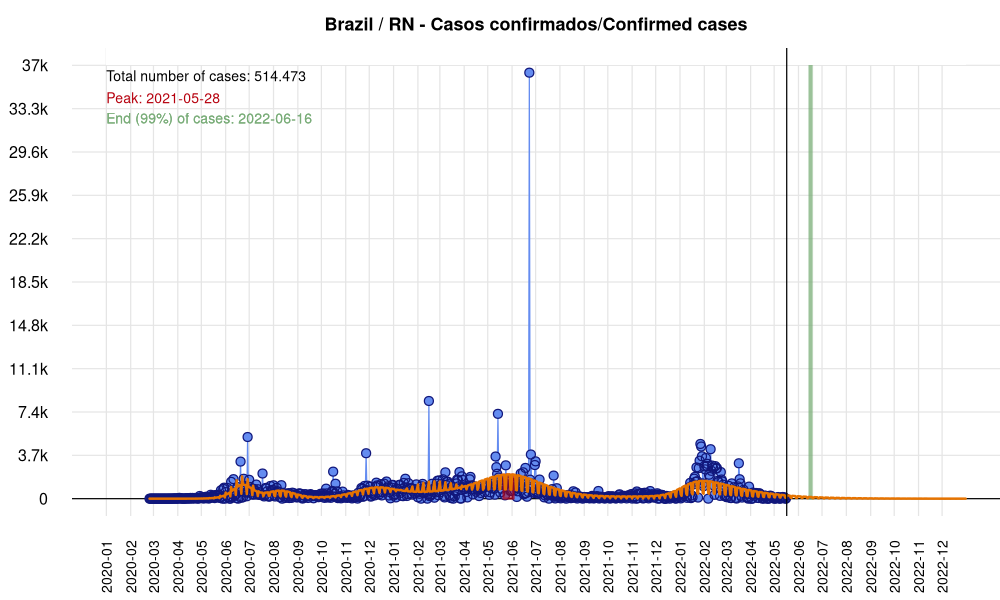 Brazil / RN - Casos confirmados/Confirmed cases
Total number of cases: 514.473
Peak: 2021-05-28
End (99%) of cases: 2022-06-16
37k
33.3k
29.6k
25.9k
22.2k
18.5k
14.8k
11.1k
7.4k
3.7k
0
2020-01
2020-02
2020-03
2020-04
2020-05
2020-06
2020-07
2020-08
2020-09
2020-10
2020-11
2020-12
2021-01
2021-02
2021-03
2021-04
2021-05
2021-06
2021-07
2021-08
2021-09
2021-10
2021-11
2021-12
2022-01
2022-02
2022-03
2022-04
2022-05
2022-06
2022-07
2022-08
2022-09
2022-10
2022-11
2022-12